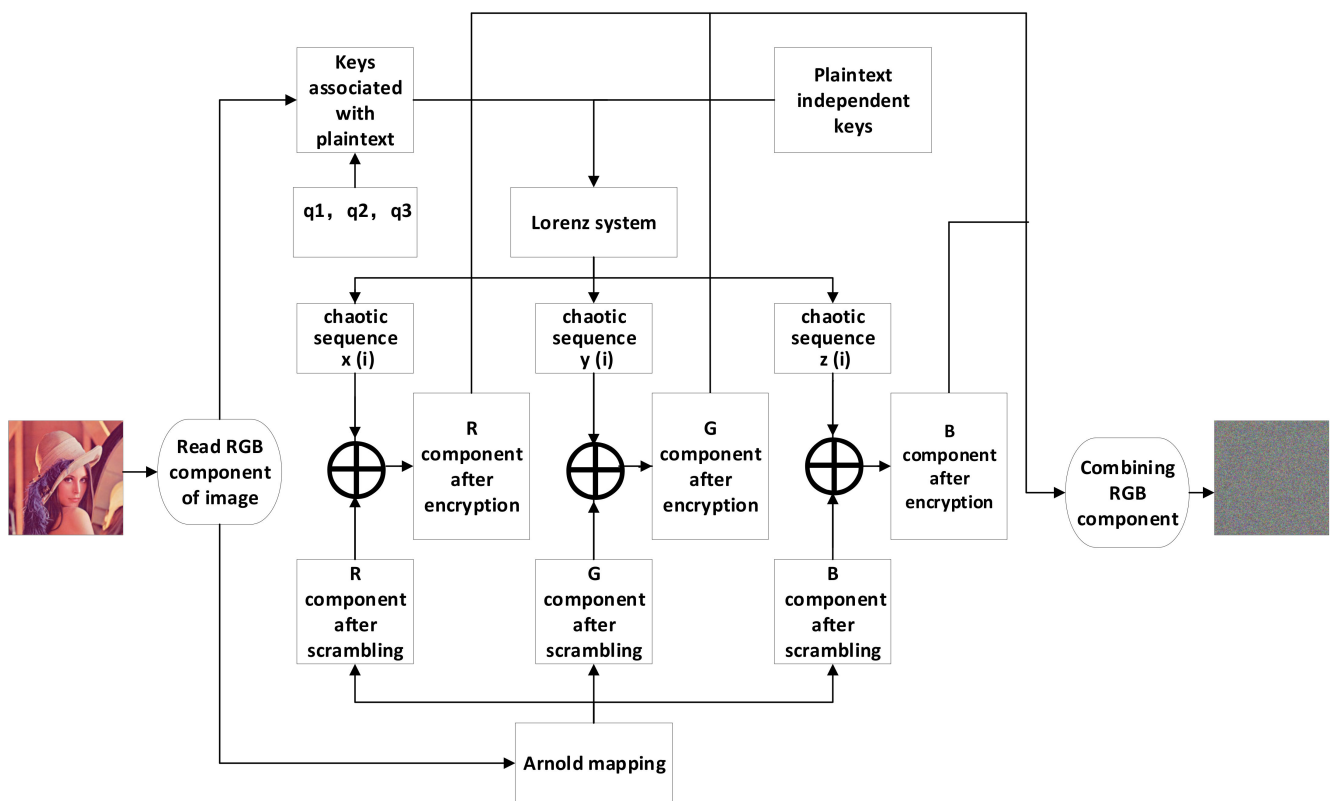 Keys
associated
with
plaintext
Plaintext
independent
keys
q1, q2, q3
Lorenz system
chaotic
sequence
x (i)
chaotic
sequence
y (i)
chaotic
sequence
z (i)
Read RGB
component
of image
R
component
after
encryption
G
component
after
encryption
B
component
after
encryption
Combining
RGB
component
R
component
after
scrambling
G
component
after
scrambling
B
component
after
scrambling
Arnold mapping